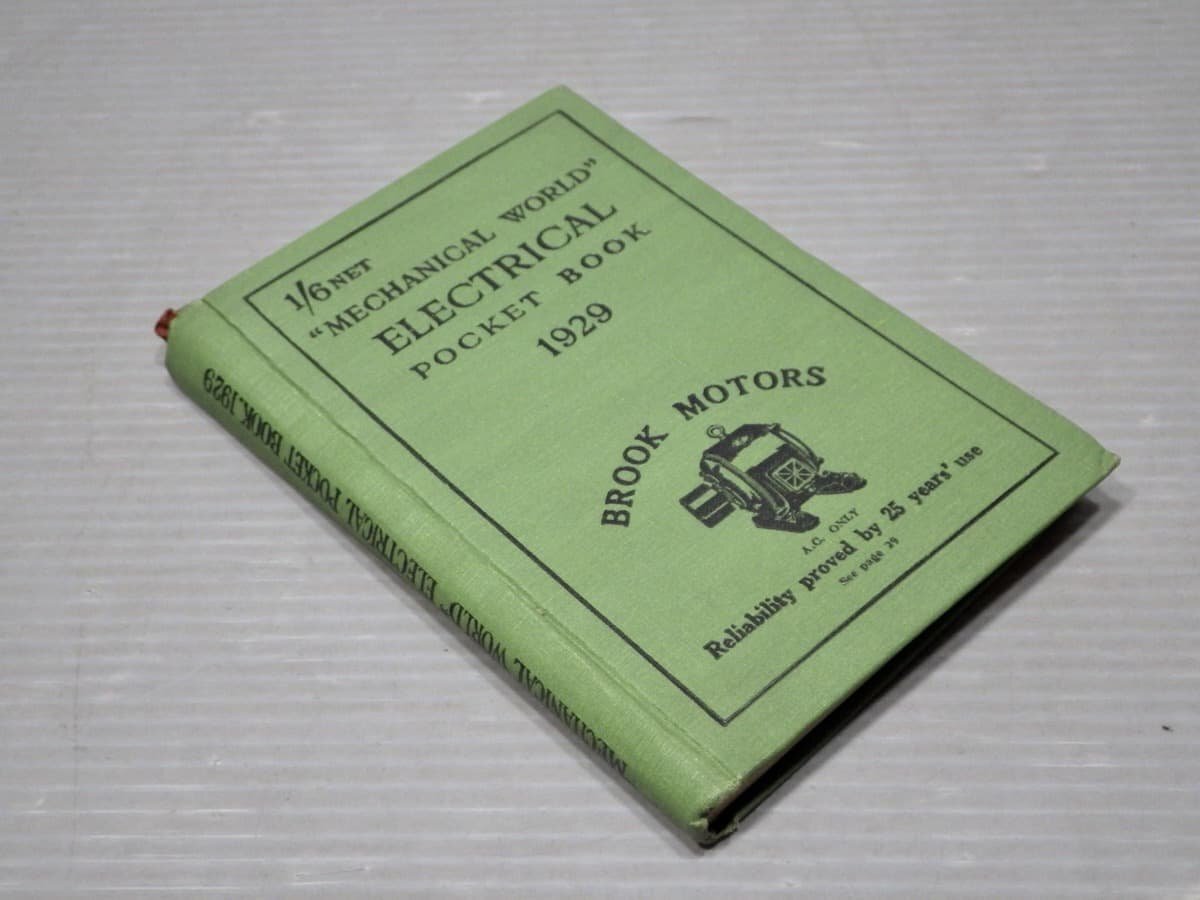 1/6 NET
"MECHANICAL WORLD"
ELECTRICAL
POCKET BOOK
1929
BROOK MOTORS
A.C. ONLY
Reliability proved by 25 years' use
See page 29
"MECHANICAL WORLD" ELECTRICAL POCKET BOOK, 1929